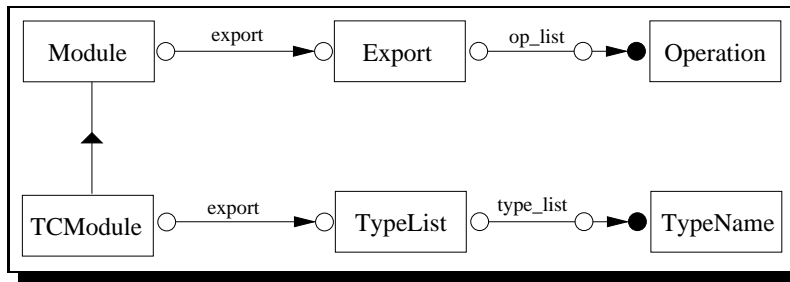 export
op_list
Module
Export
Operation
export
type_list
TCModule
TypeList
TypeName